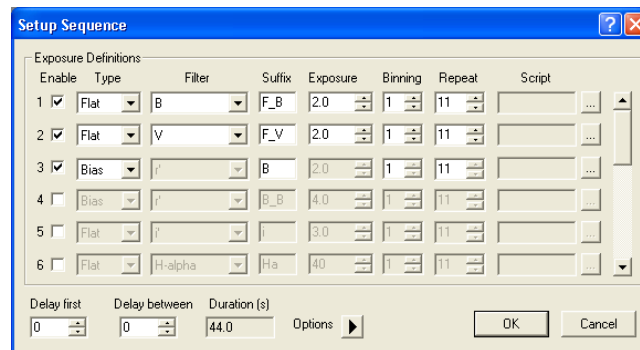 Setup Sequence
Exposure Definitions
Enable Type Filter Suffix Exposure Binning Repeat Script
1 Flat B F_B 2.0 1 11 ...
2 Flat V F_V 2.0 1 11 ...
3 Bias r' B 2.0 1 11 ...
4 Bias r' B_B 4.0 1 11 ...
5 Flat i' i 3.0 1 11 ...
6 Flat H-alpha Ha 40 1 11 ...
Delay first Delay between Duration (s)
0 0 44.0 Options OK Cancel